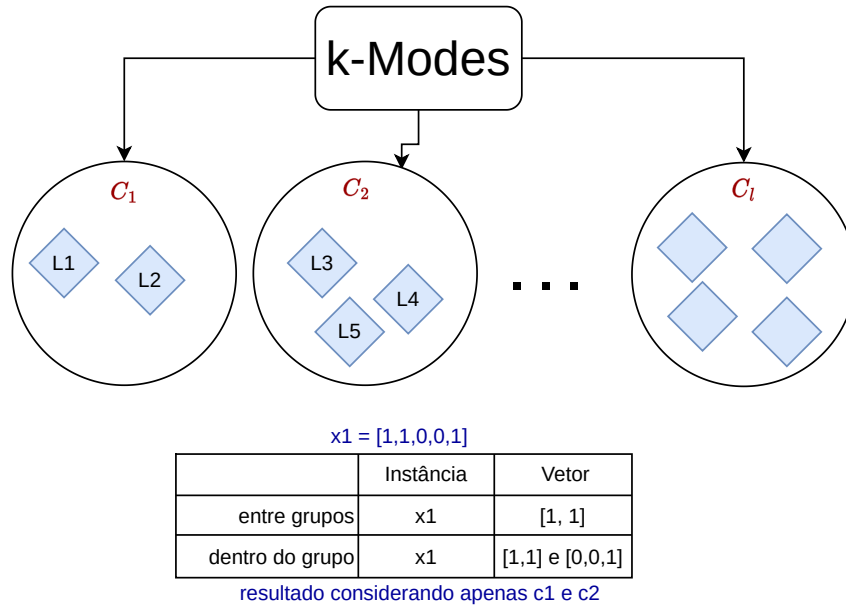 k-Modes
C1
C2
Cl
L1
L2
L3
L4
L5
. . .
x1 = [1,1,0,0,1]
Instância Vetor
entre grupos x1 [1, 1]
dentro do grupo x1 [1,1] e [0,0,1]
resultado considerando apenas c1 e c2